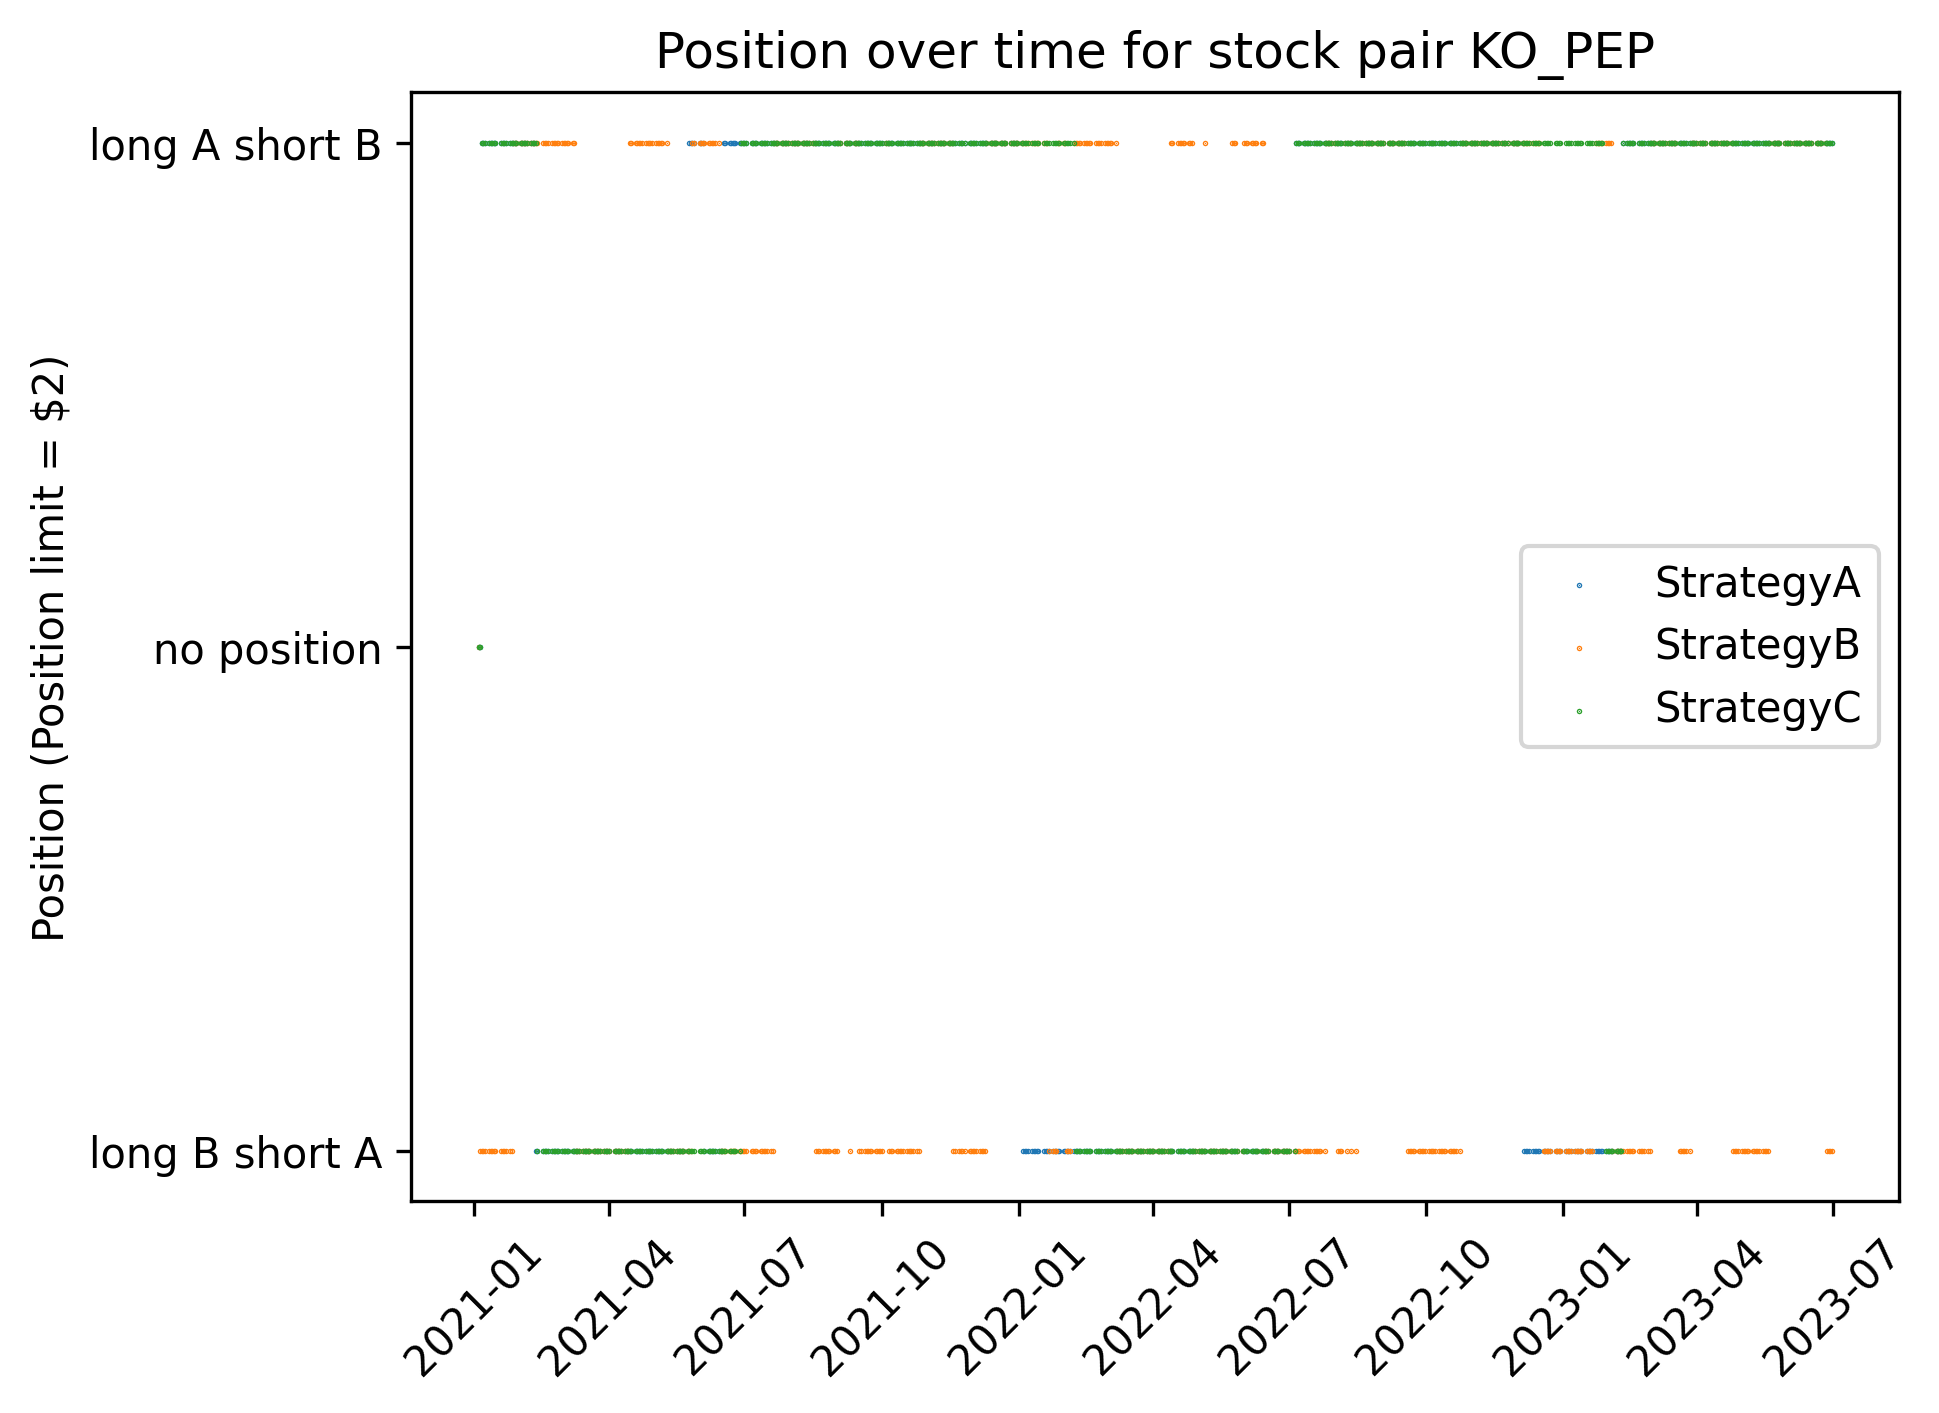 Position over time for stock pair KO_PEP
long A short B
no position
long B short A
Position (Position limit = $2)
StrategyA
StrategyB
StrategyC
2021-01
2021-04
2021-07
2021-10
2022-01
2022-04
2022-07
2022-10
2023-01
2023-04
2023-07